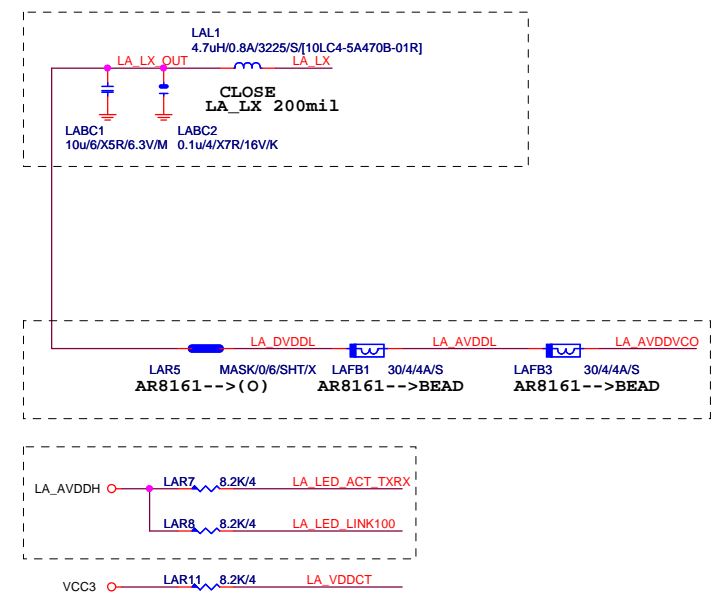 LAL1
4.7uH/0.8A/3225/S/[10LC4-5A470B-01R]
LA_LX_OUT LA_LX
CLOSE
LA_LX 200mil
LABC1 LABC2
10u/6/X5R/6.3V/M 0.1u/4/X7R/16V/K
LA_DVDDL LA_AVDDL LA_AVDDVCO
LAR5 MASK/0/6/SHT/X LAFB1 30/4/4A/S LAFB3 30/4/4A/S
AR8161-->(O) AR8161-->BEAD AR8161-->BEAD
LAR7 8.2K/4 LA_LED_ACT_TXRX
LA_AVDDH
LAR8 8.2K/4 LA_LED_LINK100
VCC3 LAR11 8.2K/4 LA_VDDCT